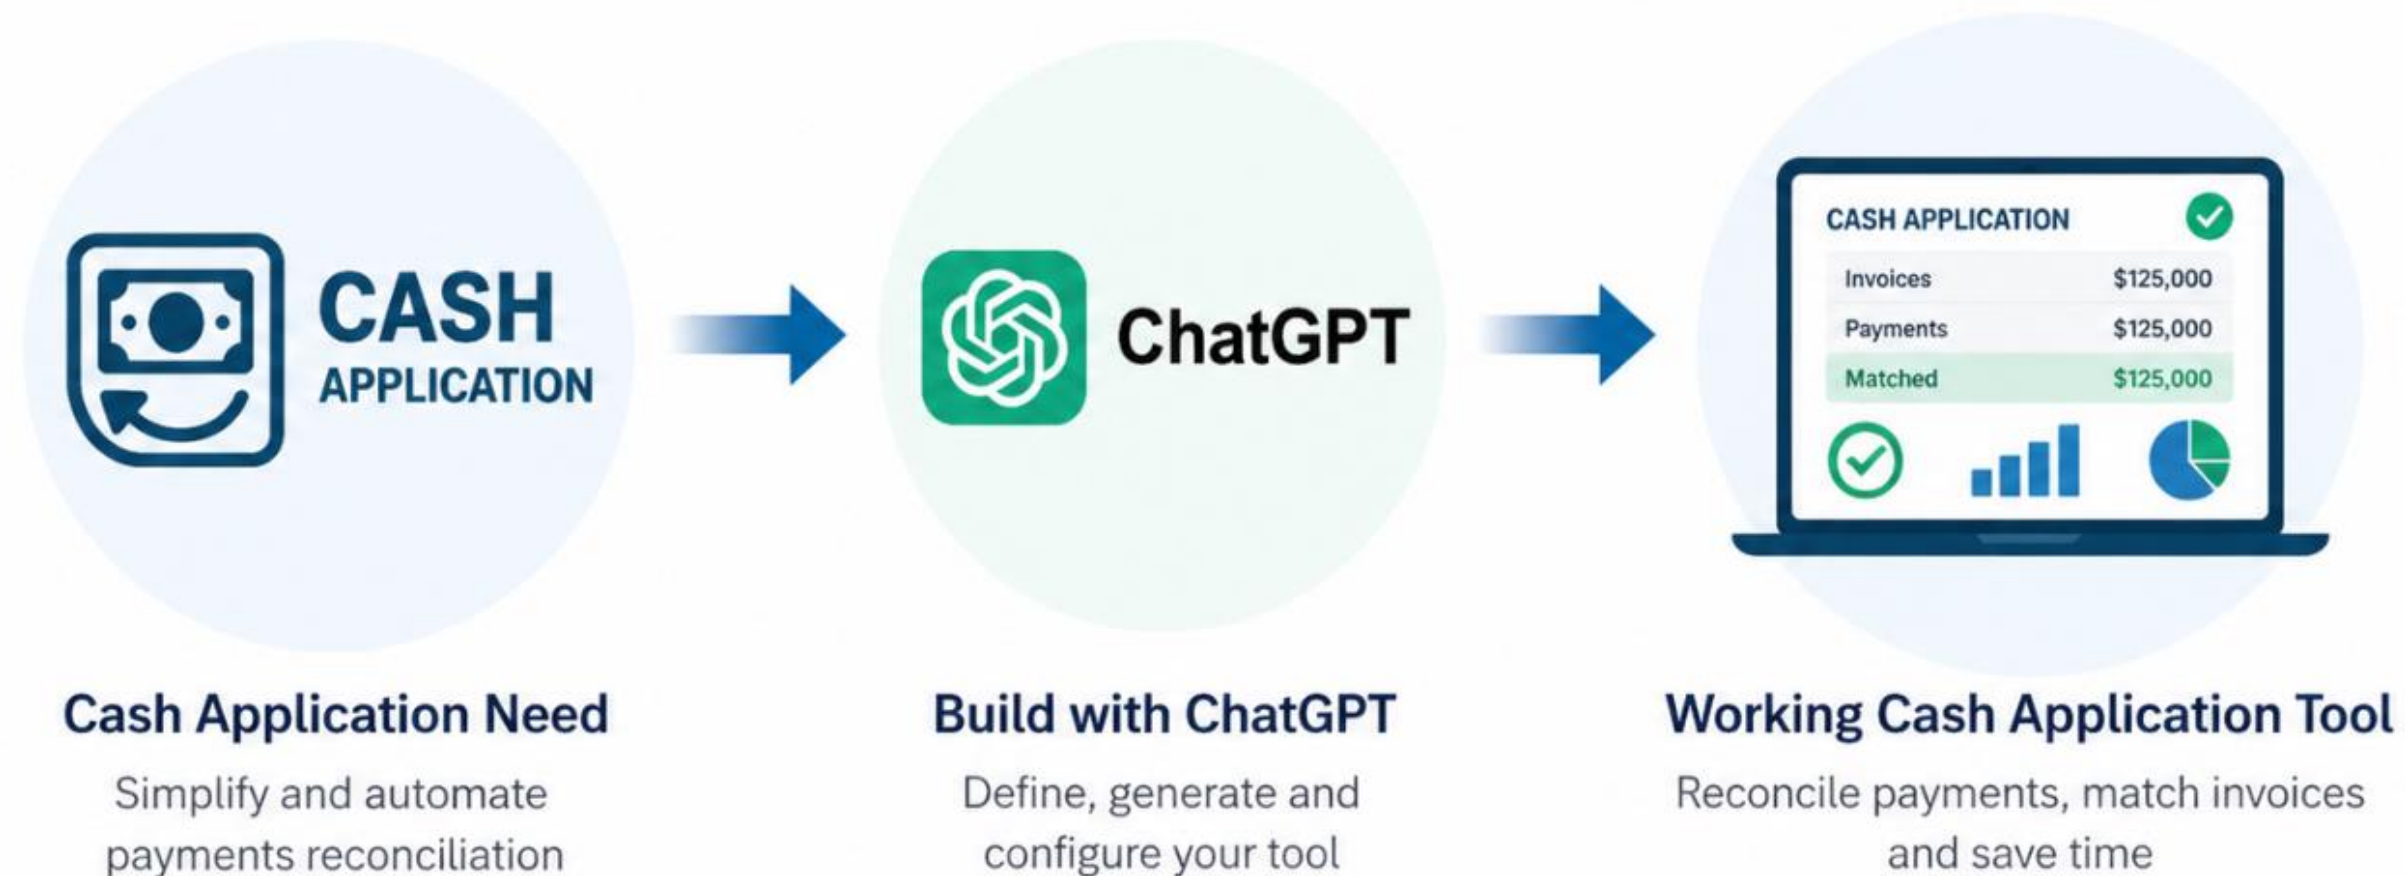 CASH
APPLICATION
Cash Application Need
Simplify and automate
payments reconciliation
ChatGPT
Build with ChatGPT
Define, generate and
configure your tool
CASH APPLICATION
Invoices $125,000
Payments $125,000
Matched $125,000
Working Cash Application Tool
Reconcile payments, match invoices
and save time